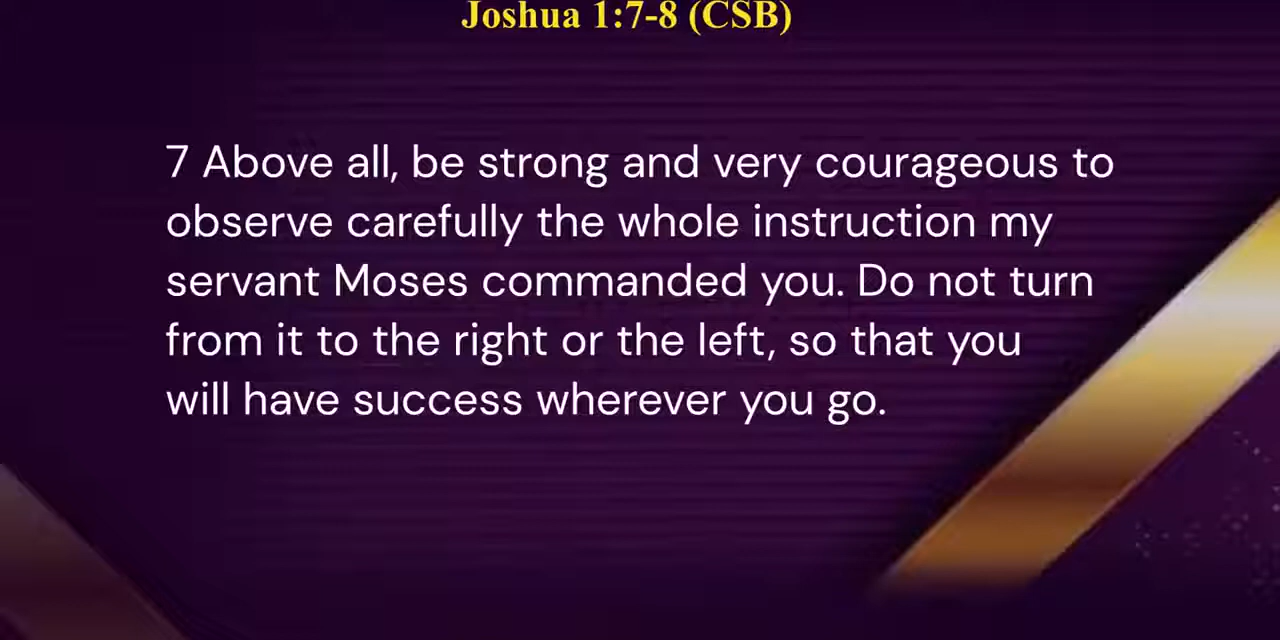 Joshua 1:7-8 (CSB)
7 Above all, be strong and very courageous to
observe carefully the whole instruction my
servant Moses commanded you. Do not turn
from it to the right or the left, so that you
will have success wherever you go.